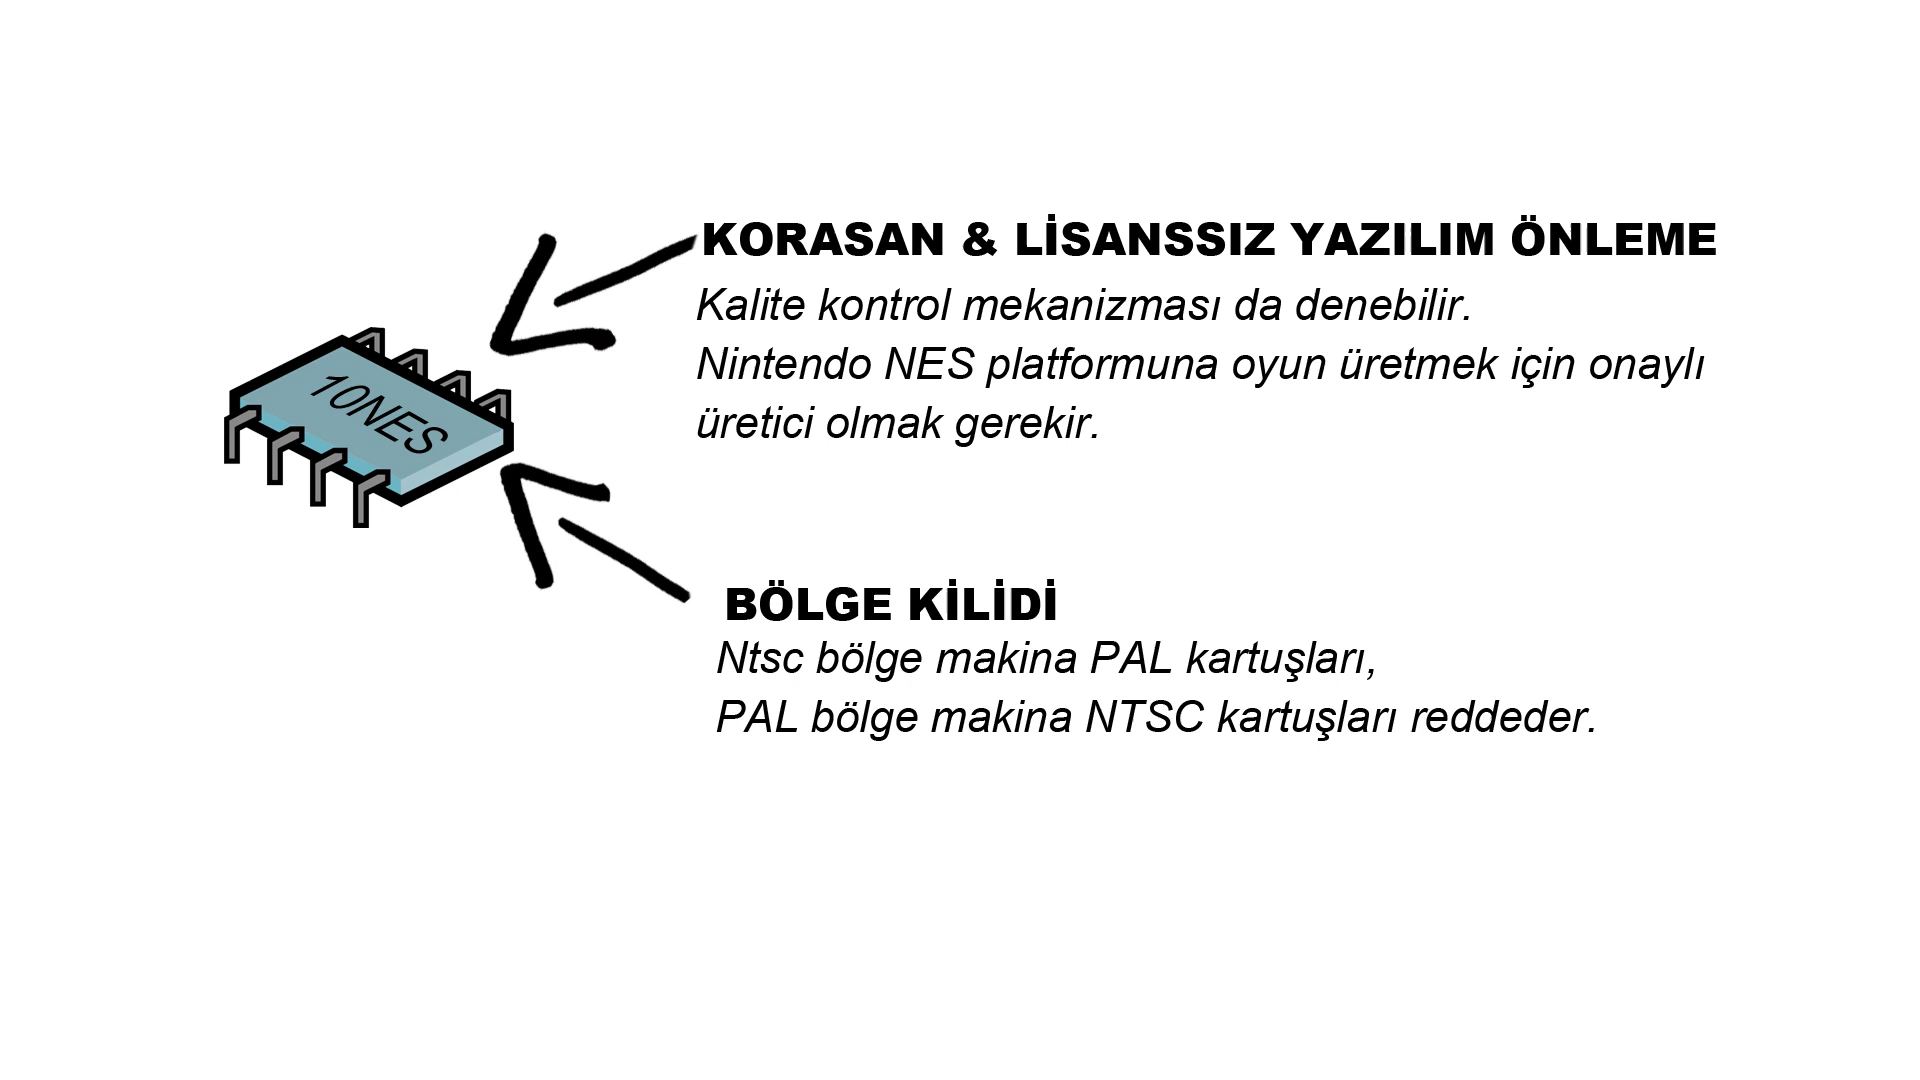 10NES
KORASAN & LİSANSSIZ YAZILIM ÖNLEME
Kalite kontrol mekanizması da denebilir.
Nintendo NES platformuna oyun üretmek için onaylı
üretici olmak gerekir.
BÖLGE KİLİDİ
Ntsc bölge makina PAL kartuşları,
PAL bölge makina NTSC kartuşları reddeder.